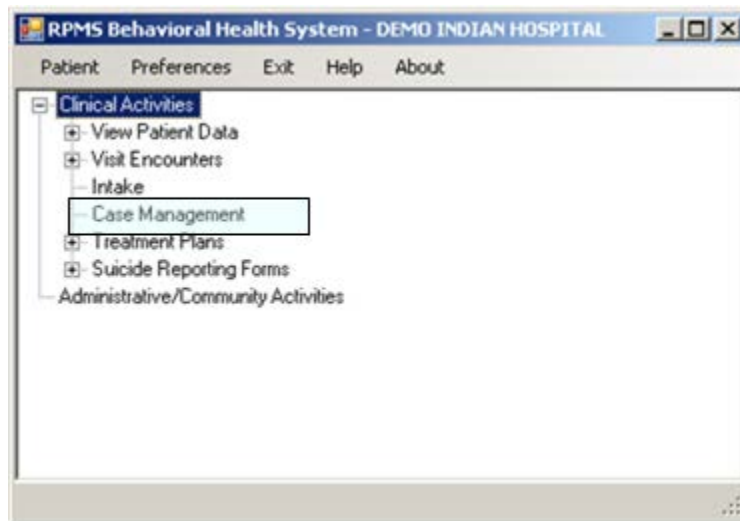 RPMS Behavioral Health System - DEMO INDIAN HOSPITAL
Patient Preferences Exit Help About
Clinical Activities
View Patient Data
Visit Encounters
Intake
Case Management
Treatment Plans
Suicide Reporting Forms
Administrative/Community Activities